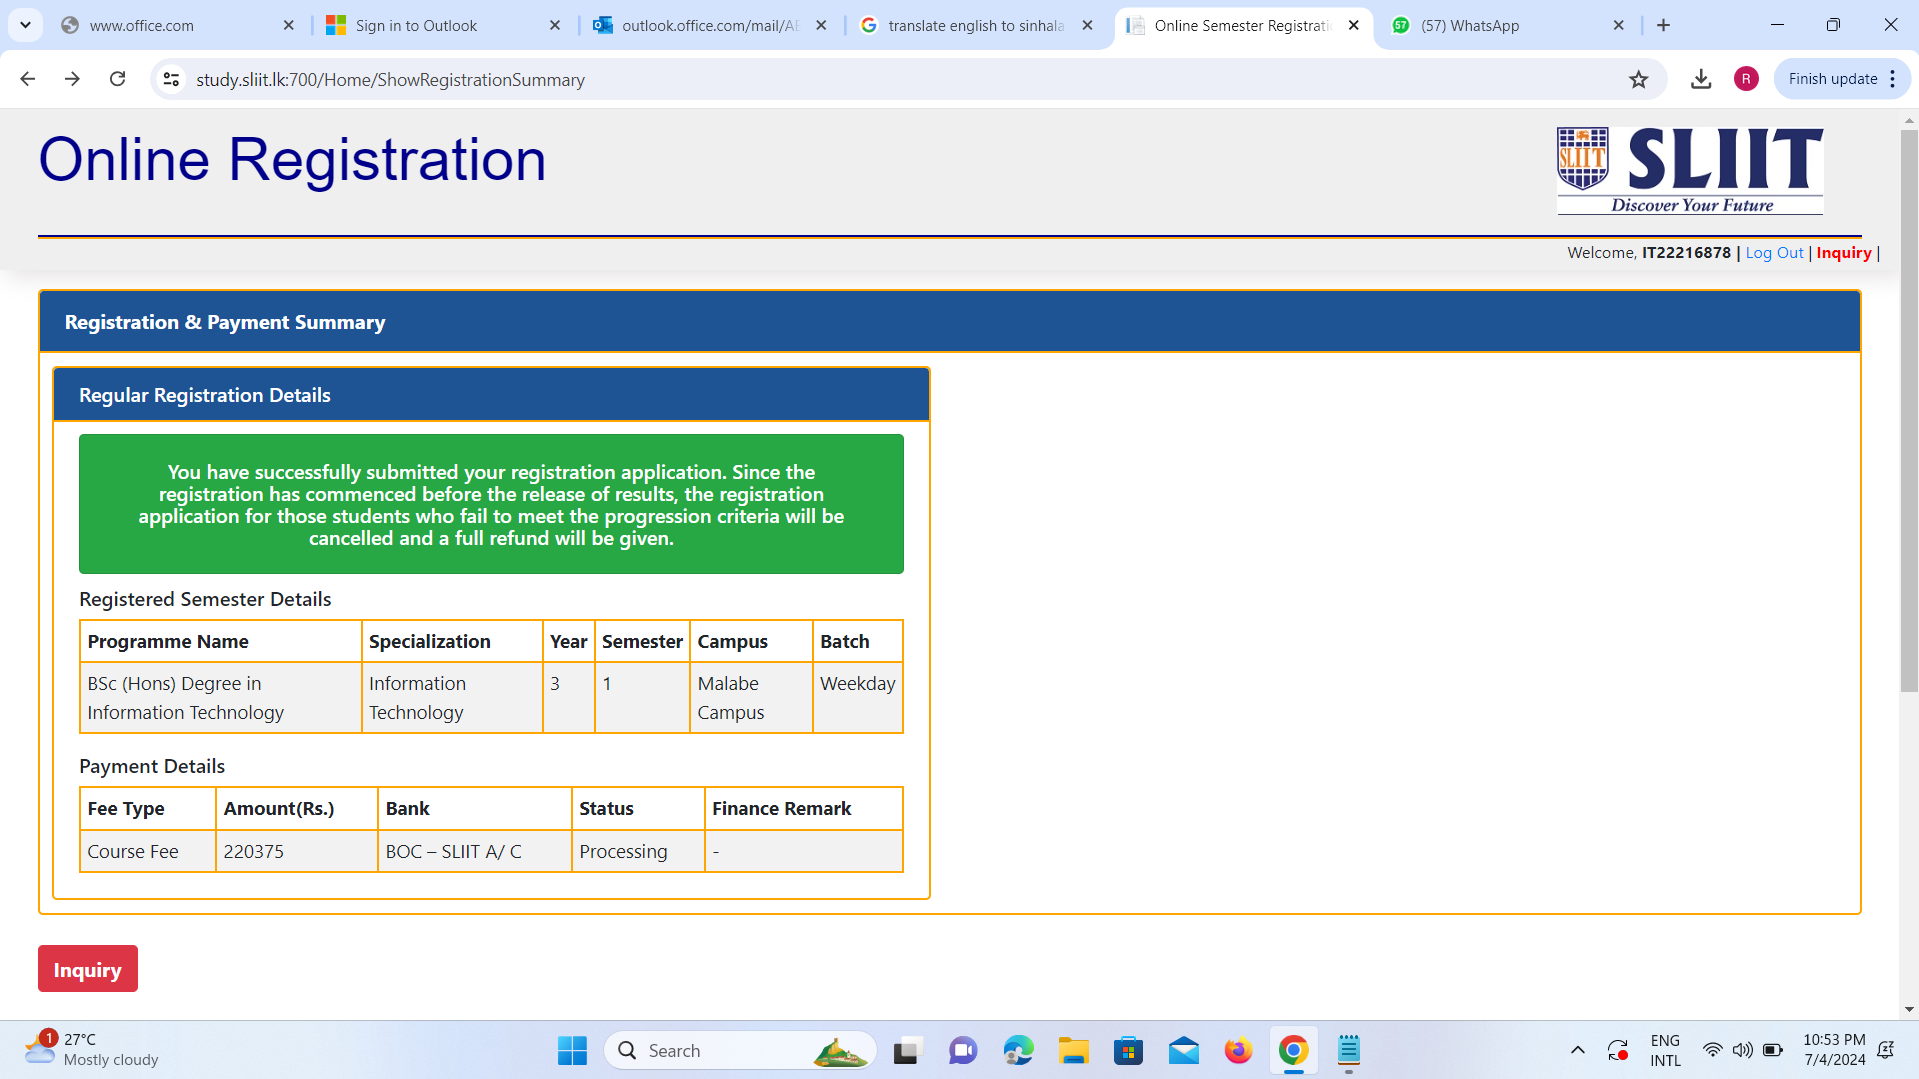 www.office.com
Sign in to Outlook
outlook.office.com/mail/AE
translate english to sinhala
Online Semester Registrati
57
(57) WhatsApp
study.sliit.lk:700/Home/ShowRegistrationSummary
R
Finish update
Online Registration
SLIIT
SLIIT
Discover Your Future
Welcome, IT22216878 | Log Out | Inquiry |
Registration & Payment Summary
Regular Registration Details
You have successfully submitted your registration application. Since the
registration has commenced before the release of results, the registration
application for those students who fail to meet the progression criteria will be
cancelled and a full refund will be given.
Registered Semester Details
Programme Name Specialization Year Semester Campus Batch
BSc (Hons) Degree in Information 3 1 Malabe Weekday
Information Technology Technology Campus
Payment Details
Fee Type Amount(Rs.) Bank Status Finance Remark
Course Fee 220375 BOC – SLIIT A/ C Processing -
Inquiry
1
27°C
Mostly cloudy
Search
ENG
INTL
10:53 PM
7/4/2024